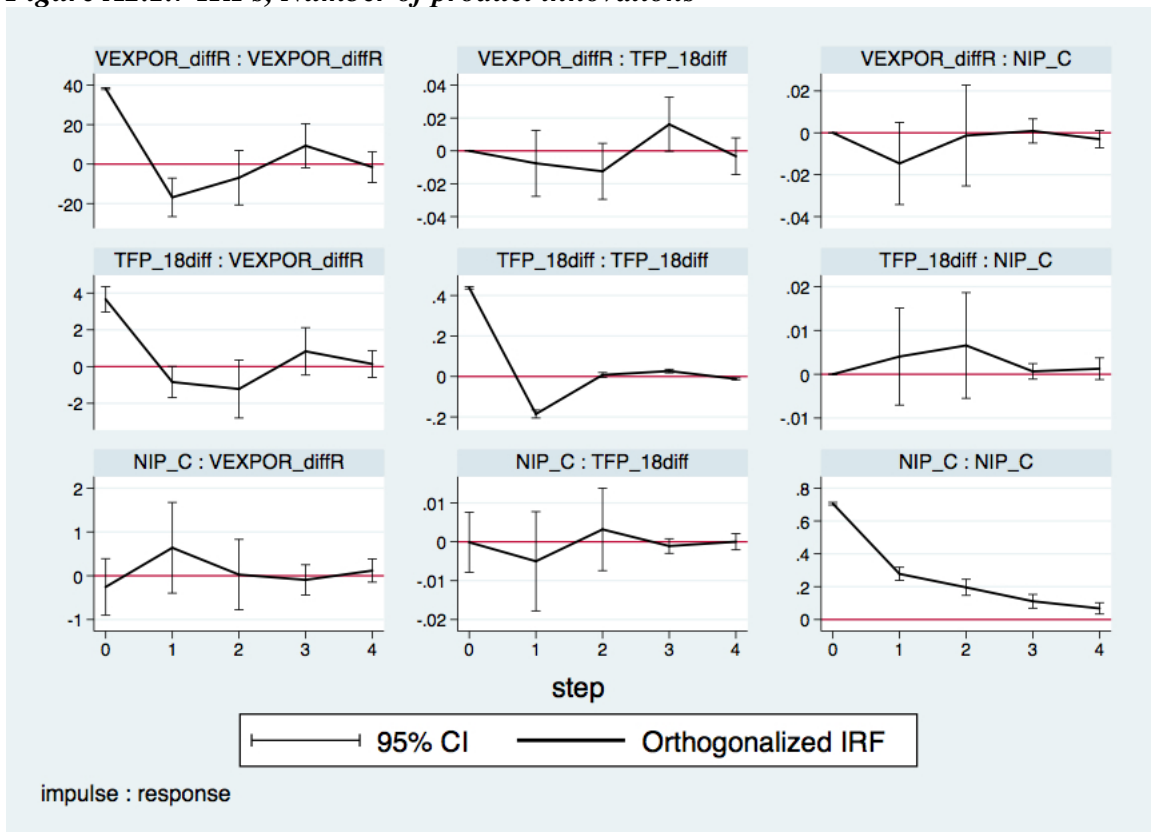 VEXPOR_diffR : VEXPOR_diffR
VEXPOR_diffR : TFP_18diff
VEXPOR_diffR : NIP_C
40
20
0
-20
.04
.02
0
-.02
-.04
.02
0
-.02
-.04
TFP_18diff : VEXPOR_diffR
TFP_18diff : TFP_18diff
TFP_18diff : NIP_C
4
2
0
-2
.4
.2
0
-.2
.02
.01
0
-.01
NIP_C : VEXPOR_diffR
NIP_C : TFP_18diff
NIP_C : NIP_C
2
1
0
-1
.01
0
-.01
-.02
.8
.6
.4
.2
0
0 1 2 3 4
0 1 2 3 4
0 1 2 3 4
step
95% CI
Orthogonalized IRF
impulse : response